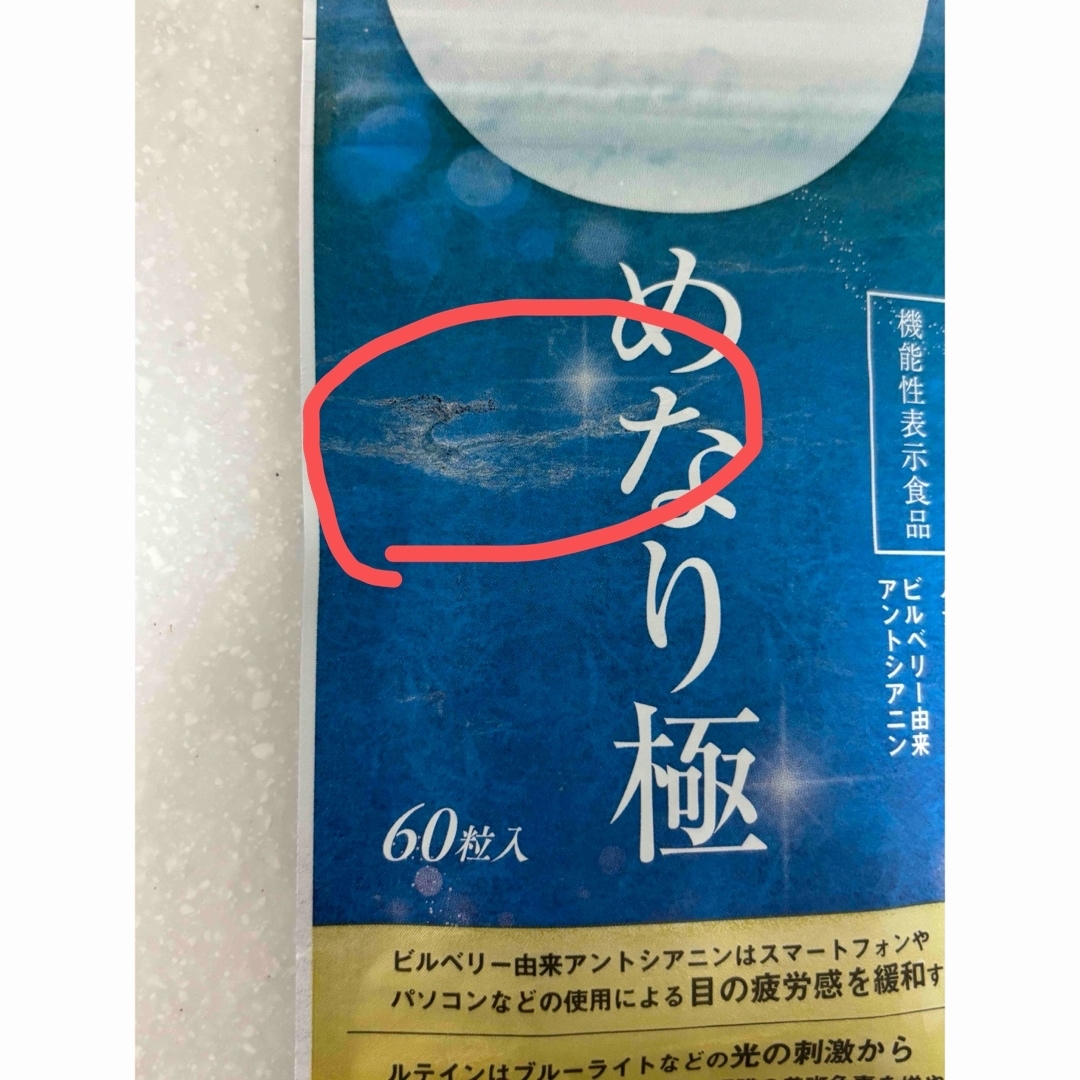 めなり極
機能性表示食品
ビルベリー由来
アントシアニン
60粒入
ビルベリー由来アントシアニンはスマートフォンや
パソコンなどの使用による目の疲労感を緩和す
ルテインはブルーライトなどの光の刺激から